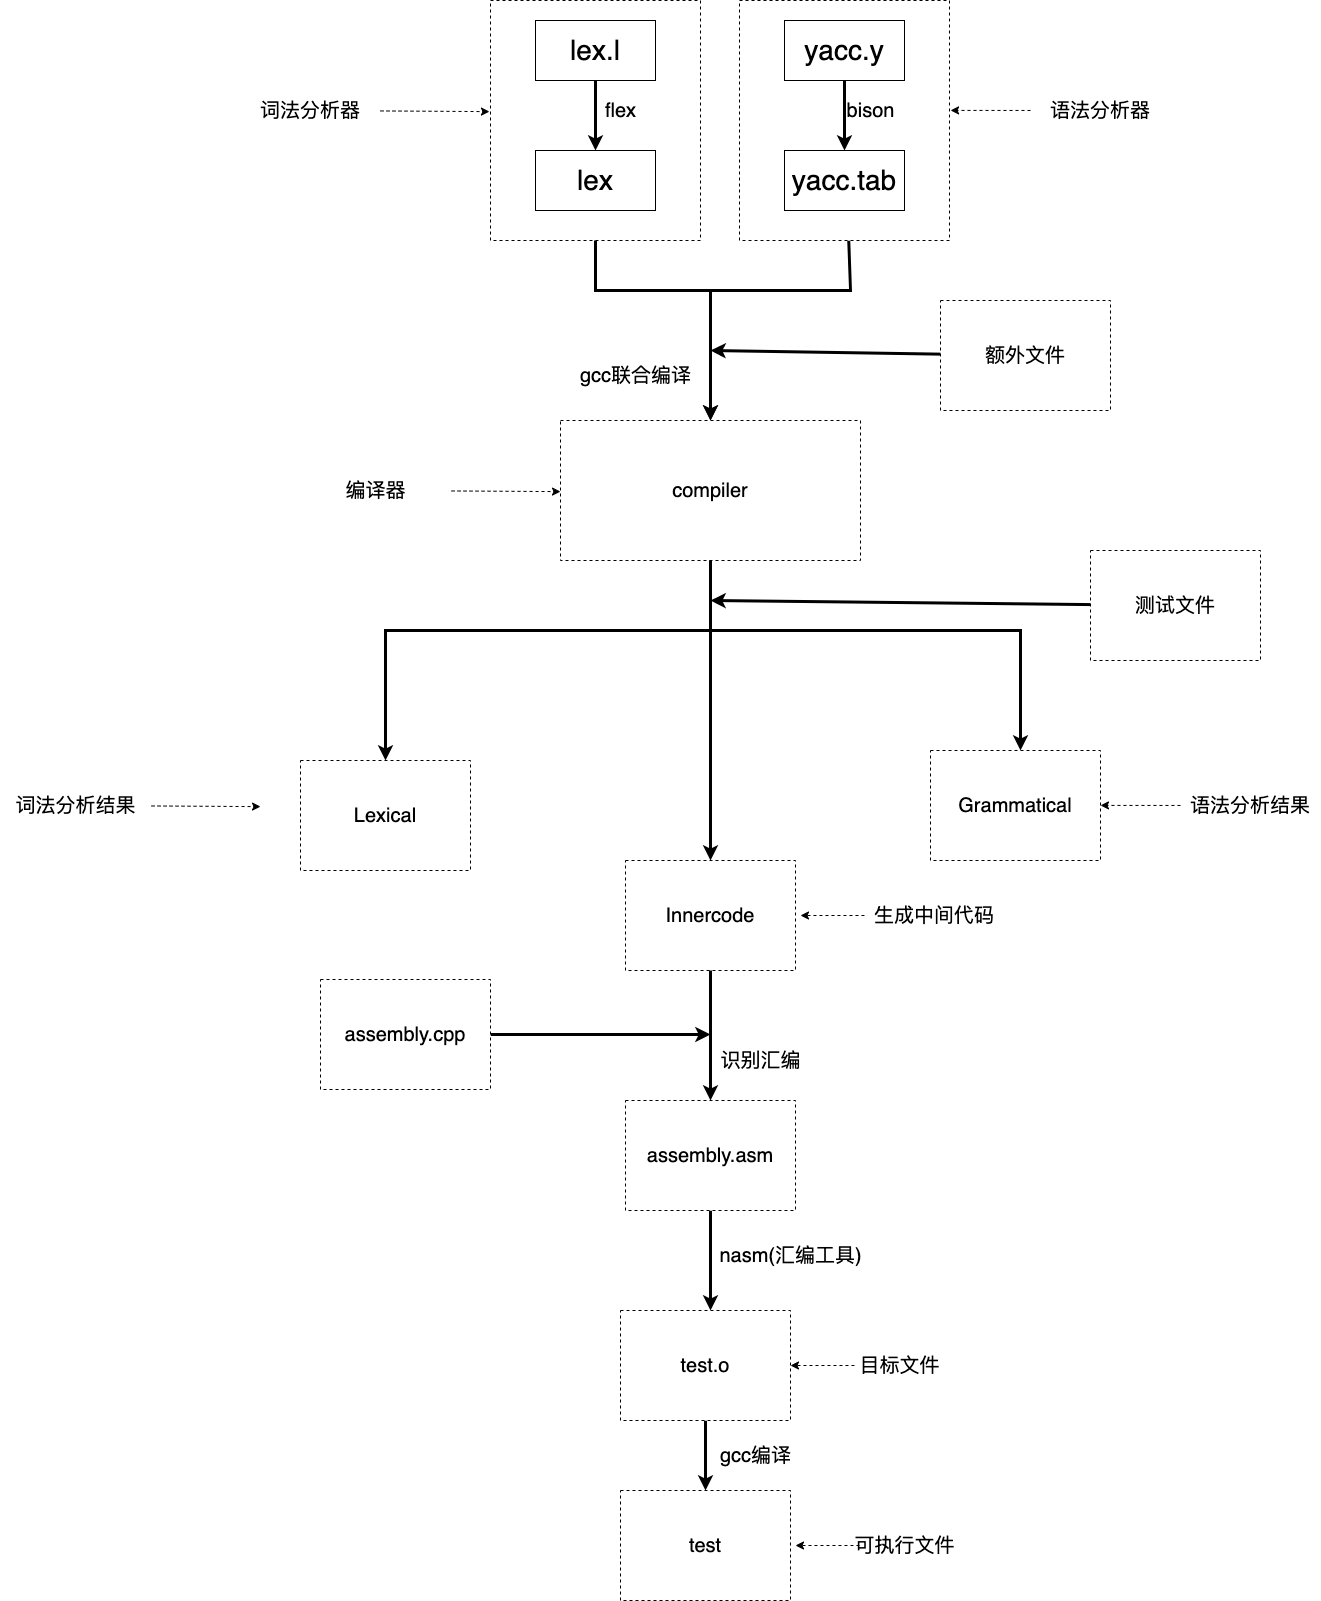 lex.l
yacc.y
词法分析器
flex
bison
语法分析器
lex
yacc.tab
额外文件
gcc联合编译
编译器
compiler
测试文件
词法分析结果
Lexical
Grammatical
语法分析结果
Innercode
生成中间代码
assembly.cpp
识别汇编
assembly.asm
nasm(汇编工具)
test.o
目标文件
gcc编译
test
可执行文件